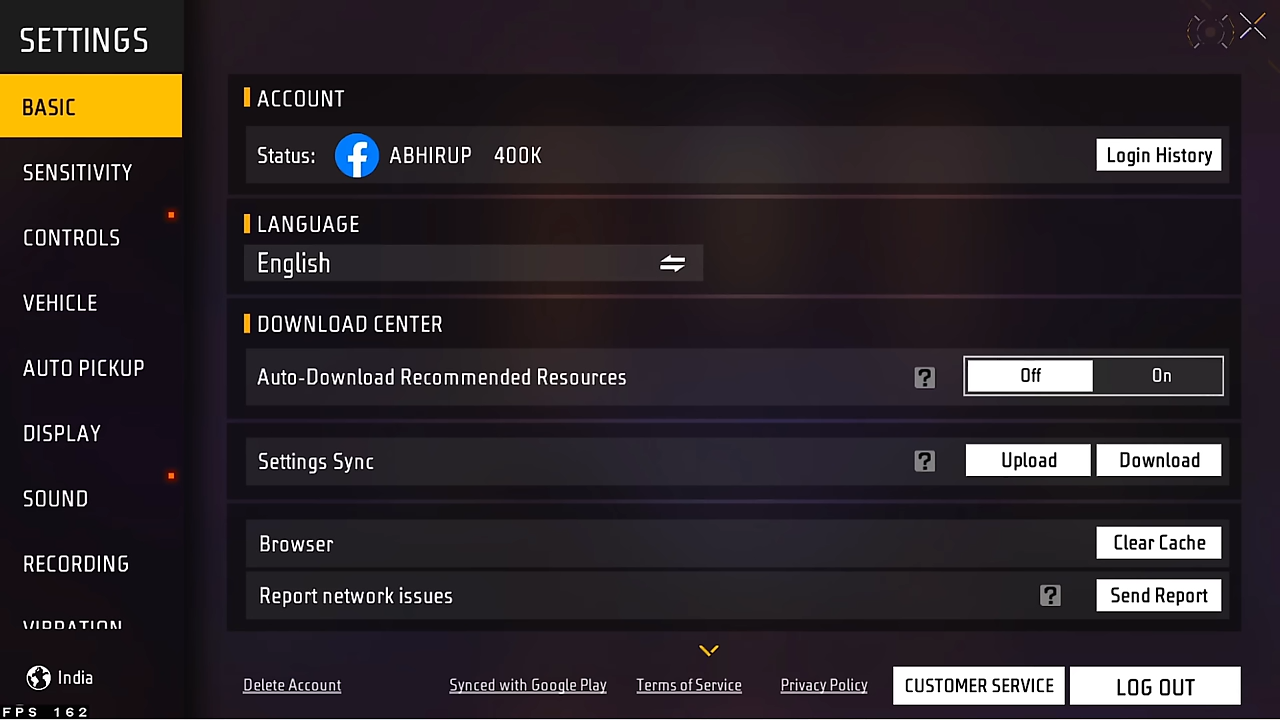 SETTINGS
BASIC
SENSITIVITY
CONTROLS
VEHICLE
AUTO PICKUP
DISPLAY
SOUND
RECORDING
VIBRATION
India
FPS 162
ACCOUNT
Status: ABHIRUP 400K Login History
LANGUAGE
English
DOWNLOAD CENTER
Auto-Download Recommended Resources ? Off On
Settings Sync ? Upload Download
Browser Clear Cache
Report network issues ? Send Report
Delete Account Synced with Google Play Terms of Service Privacy Policy CUSTOMER SERVICE LOG OUT